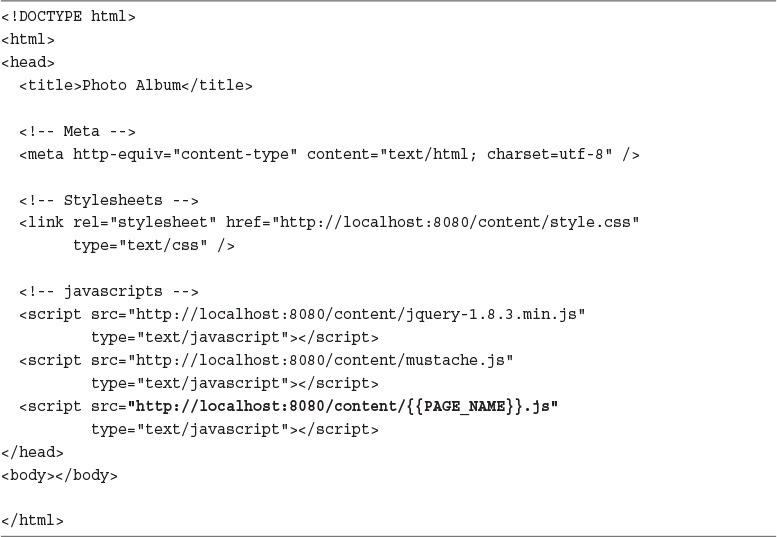 <!DOCTYPE html>
<html>
<head>
  <title>Photo Album</title>

  <!-- Meta -->
  <meta http-equiv="content-type" content="text/html; charset=utf-8" />

  <!-- Stylesheets -->
  <link rel="stylesheet" href="http://localhost:8080/content/style.css"
        type="text/css" />

  <!-- javascripts -->
  <script src="http://localhost:8080/content/jquery-1.8.3.min.js"
          type="text/javascript"></script>
  <script src="http://localhost:8080/content/mustache.js"
          type="text/javascript"></script>
  <script src="http://localhost:8080/content/{{PAGE_NAME}}.js"
          type="text/javascript"></script>
</head>
<body></body>

</html>